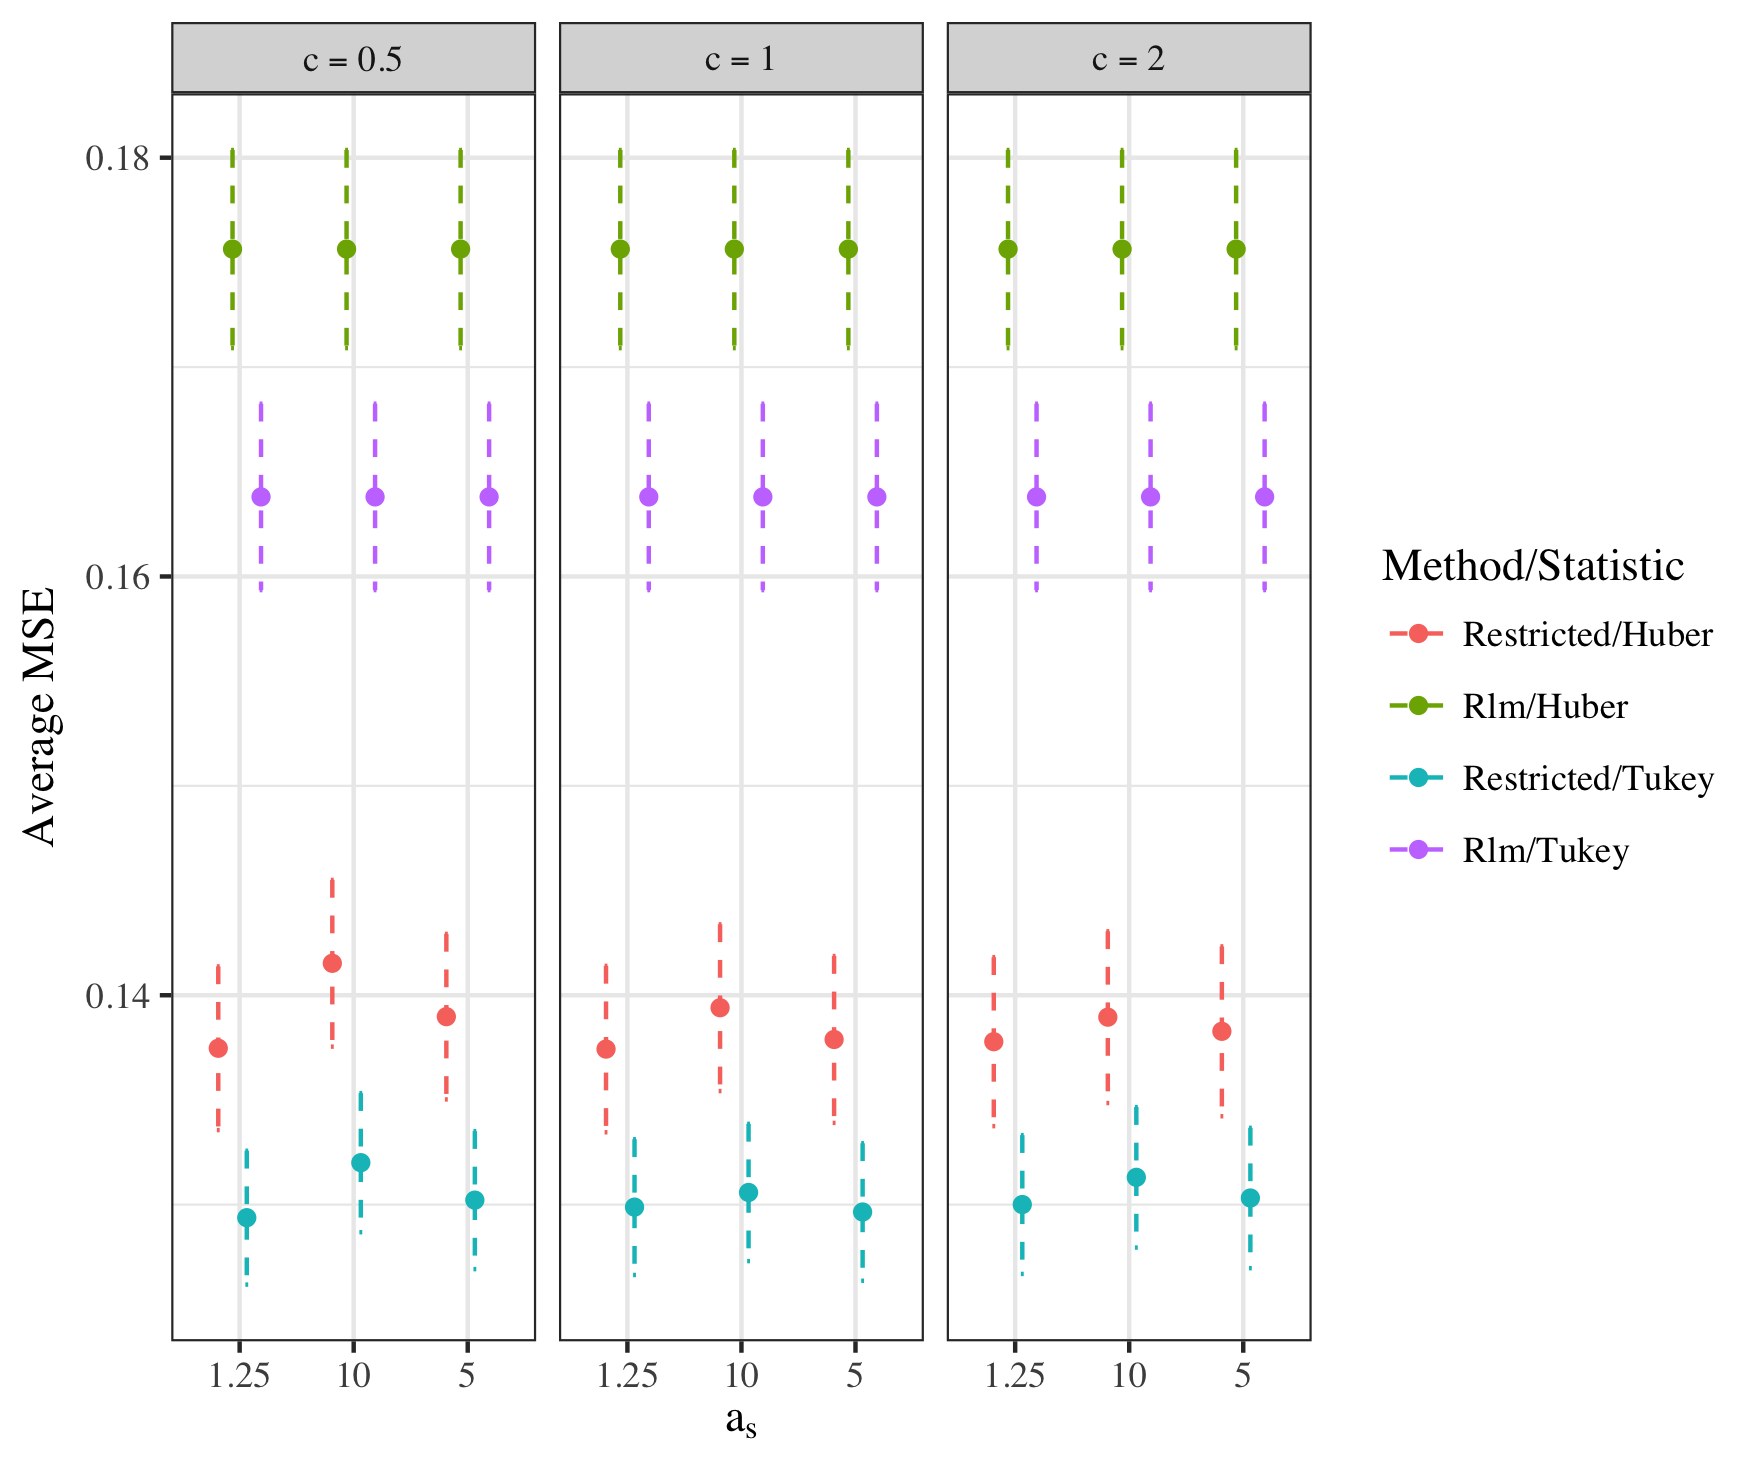 c = 0.5
c = 1
c = 2
0.18
0.16
0.14
Average MSE
1.25 10 5
1.25 10 5
1.25 10 5
as
Method/Statistic
Restricted/Huber
Rlm/Huber
Restricted/Tukey
Rlm/Tukey